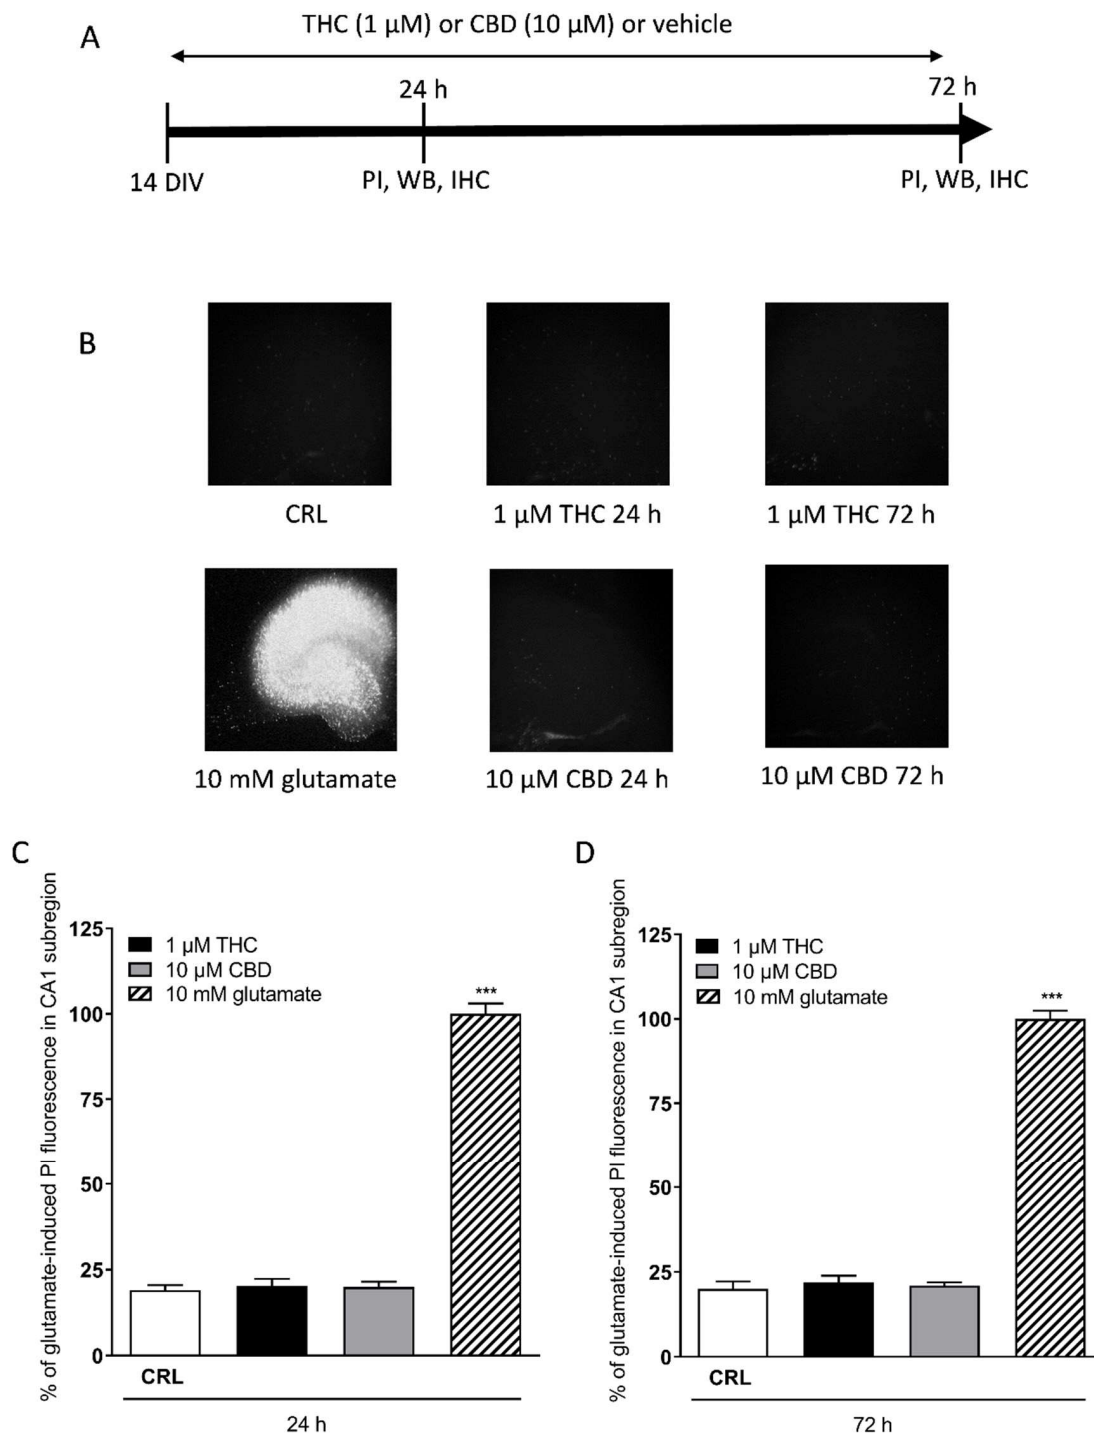 A
THC (1 µM) or CBD (10 µM) or vehicle
24 h
72 h
14 DIV
PI, WB, IHC
PI, WB, IHC
B
CRL
1 µM THC 24 h
1 µM THC 72 h
10 mM glutamate
10 µM CBD 24 h
10 µM CBD 72 h
C
% of glutamate-induced PI fluorescence in CA1 subregion
125
100
75
50
25
0
1 µM THC
10 µM CBD
10 mM glutamate
***
CRL
24 h
D
% of glutamate-induced PI fluorescence in CA1 subregion
125
100
75
50
25
0
1 µM THC
10 µM CBD
10 mM glutamate
***
CRL
72 h